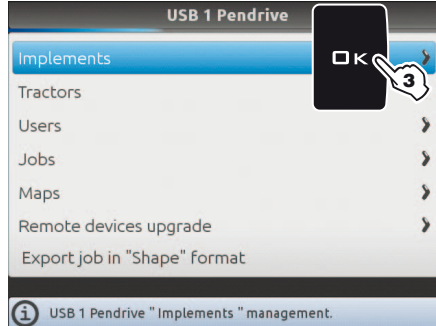 USB 1 Pendrive
Implements
OK
3
Tractors
Users
Jobs
Maps
Remote devices upgrade
Export job in "Shape" format
USB 1 Pendrive " Implements " management.